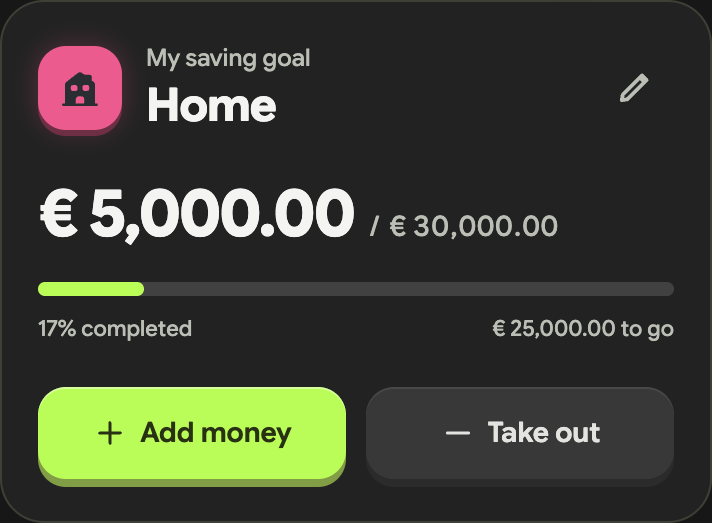 My saving goal
Home
€ 5,000.00 / € 30,000.00
17% completed
€ 25,000.00 to go
Add money
Take out